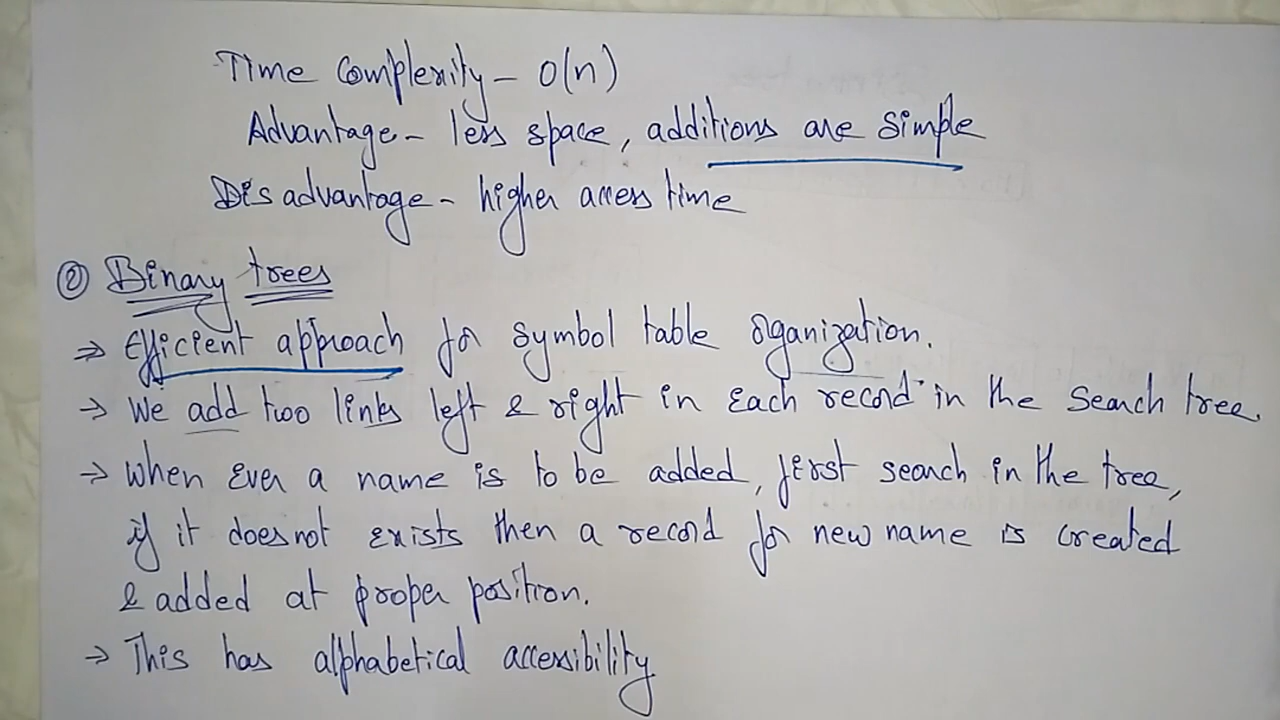 Time Complexity - O(n)
Advantage - less space, additions are simple
Disadvantage - higher access time
② Binary trees
⇒ Efficient approach for symbol table oganization.
→ We add two links left & right in Each record in the Search tree.
→ When Ever a name is to be added, first search in the tree,
if it does not exists then a record for new name is created
& added at proper position.
→ This has alphabetical accessibility